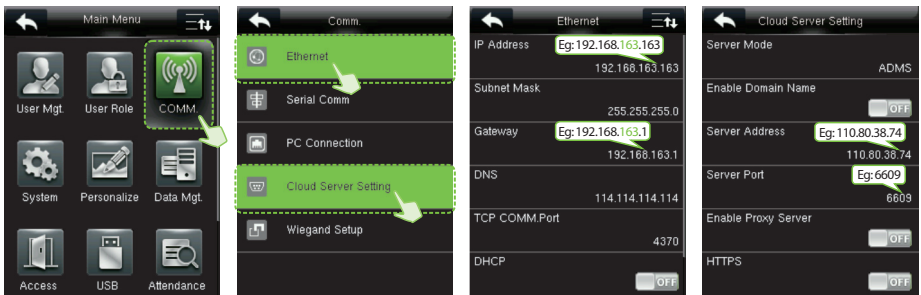 Main Menu
User Mgt.
User Role
COMM.
System
Personalize
Data Mgt.
Access
USB
Attendance
Comm.
Ethernet
Serial Comm
PC Connection
Cloud Server Setting
Wiegand Setup
Ethernet
IP Address
Eg:192.168.163.163
192.168.163.163
Subnet Mask
255.255.255.0
Gateway
Eg:192.168.163.1
192.168.163.1
DNS
114.114.114.114
TCP COMM.Port
4370
DHCP
OFF
Cloud Server Setting
Server Mode
ADMS
Enable Domain Name
OFF
Server Address
Eg:110.80.38.74
110.80.38.74
Server Port
Eg:6609
6609
Enable Proxy Server
OFF
HTTPS
OFF